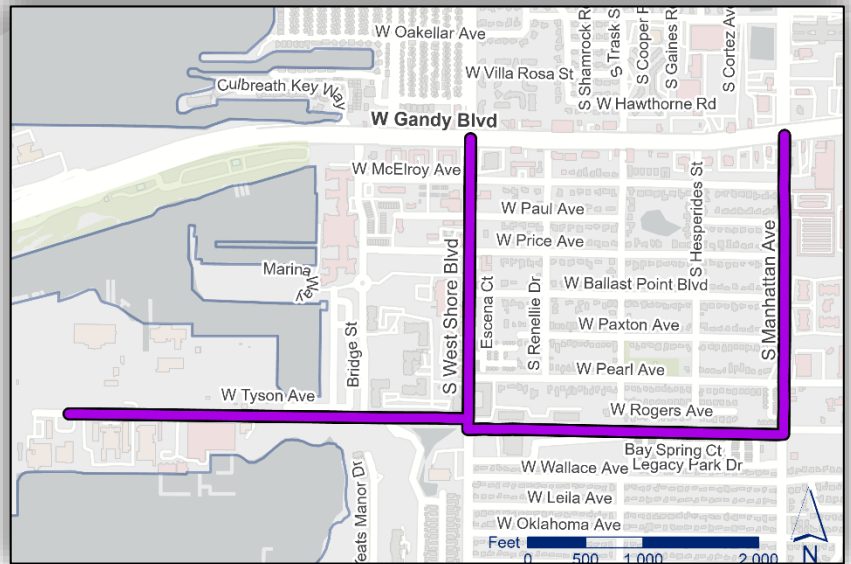 W Oakellar Ave
W Villa Rosa St
S Shamrock R
S Trask S
S Cooper P
S Gaines R
S Cortez Av
Culbreath Key Way
W Hawthorne Rd
W Gandy Blvd
W McElroy Ave
W Paul Ave
W Price Ave
S Hesperides St
Marina Way
W Ballast Point Blvd
S West Shore Blvd
Escena Ct
S Renellie Dr
S Manhattan Ave
W Paxton Ave
Bridge St
W Pearl Ave
W Tyson Ave
W Rogers Ave
Bay Spring Ct
W Wallace Ave
Legacy Park Dr
Yeats Manor Dr
W Leila Ave
W Oklahoma Ave
Feet
0 500 1,000 2,000
N